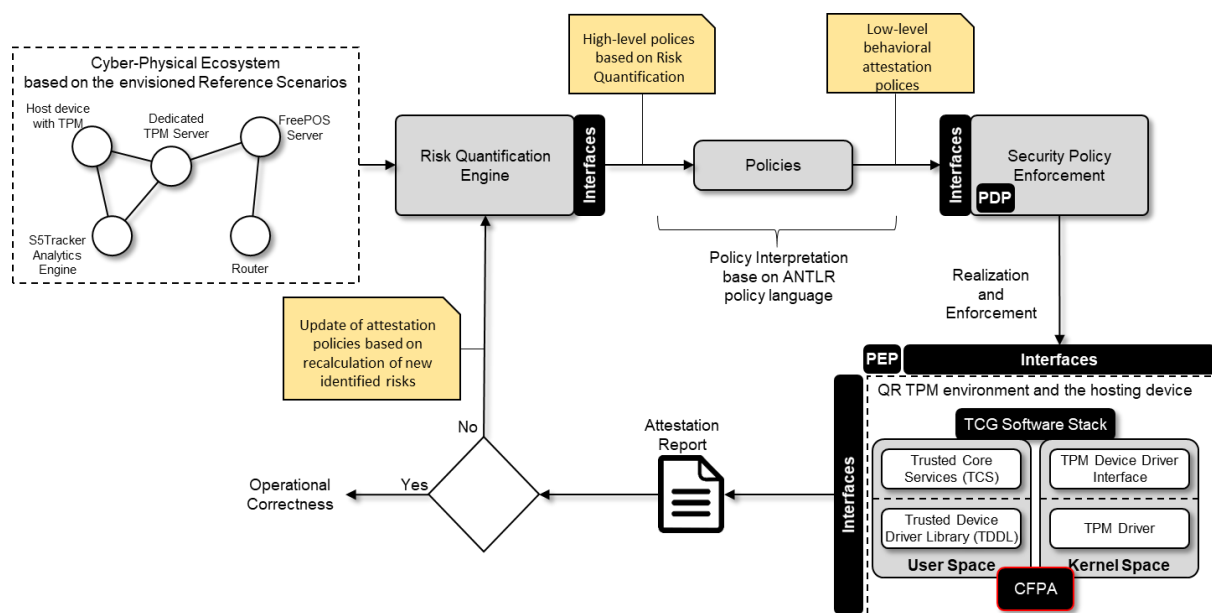 Cyber-Physical Ecosystem
based on the envisioned Reference Scenarios
Host device
with TPM
Dedicated
TPM Server
FreePOS
Server
S5Tracker
Analytics
Engine
Router
Risk Quantification
Engine
Interfaces
High-level polices
based on Risk
Quantification
Policies
Low-level
behavioral
attestation
polices
Interfaces
Security Policy
Enforcement
PDP
Policy Interpretation
base on ANTLR
policy language
Realization
and
Enforcement
Update of attestation
policies based on
recalculation of new
identified risks
PEP
Interfaces
QR TPM environment and the hosting device
TCG Software Stack
Trusted Core
Services (TCS)
TPM Device Driver
Interface
Trusted Device
Driver Library (TDDL)
TPM Driver
User Space
Kernel Space
CFPA
Interfaces
Attestation
Report
No
Yes
Operational
Correctness